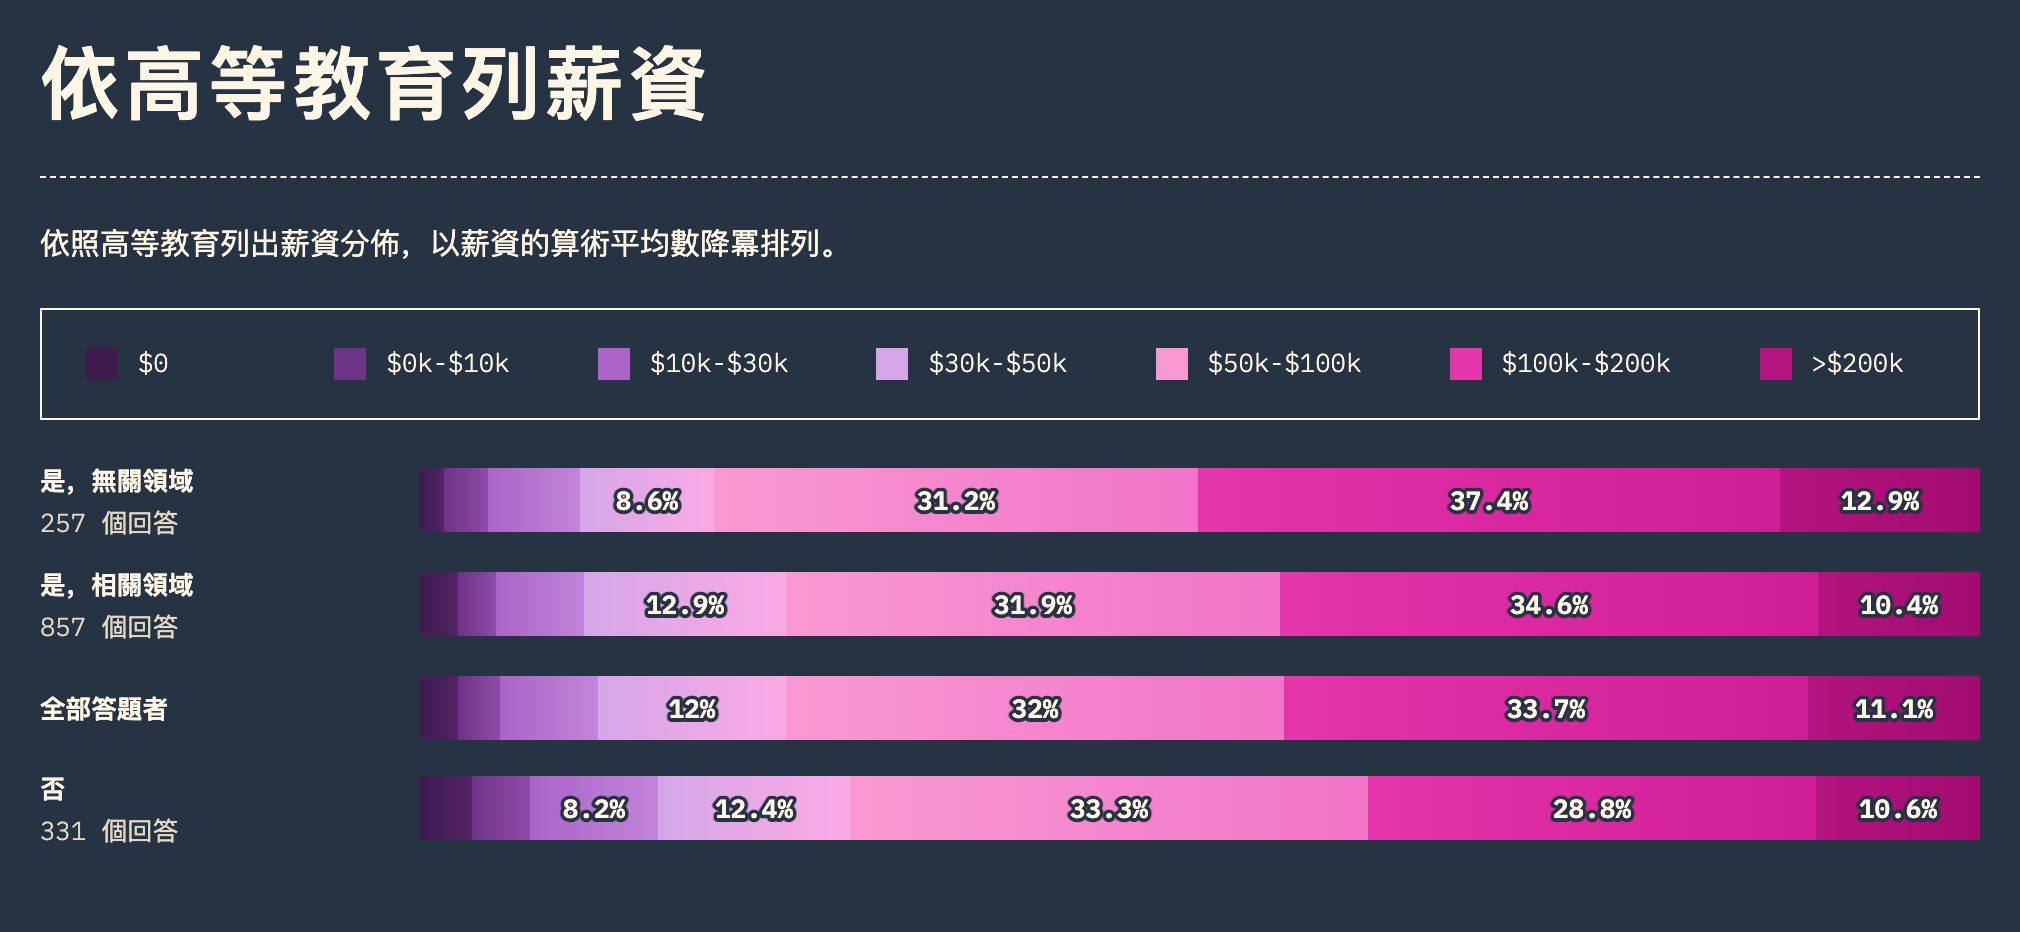 依高等教育列薪資
依照高等教育列出薪資分佈，以薪資的算術平均數降冪排列。
$0 $0k-$10k $10k-$30k $30k-$50k $50k-$100k $100k-$200k >$200k
是，無關領域
257 個回答
8.6% 31.2% 37.4% 12.9%
是，相關領域
857 個回答
12.9% 31.9% 34.6% 10.4%
全部答題者
12% 32% 33.7% 11.1%
否
331 個回答
8.2% 12.4% 33.3% 28.8% 10.6%